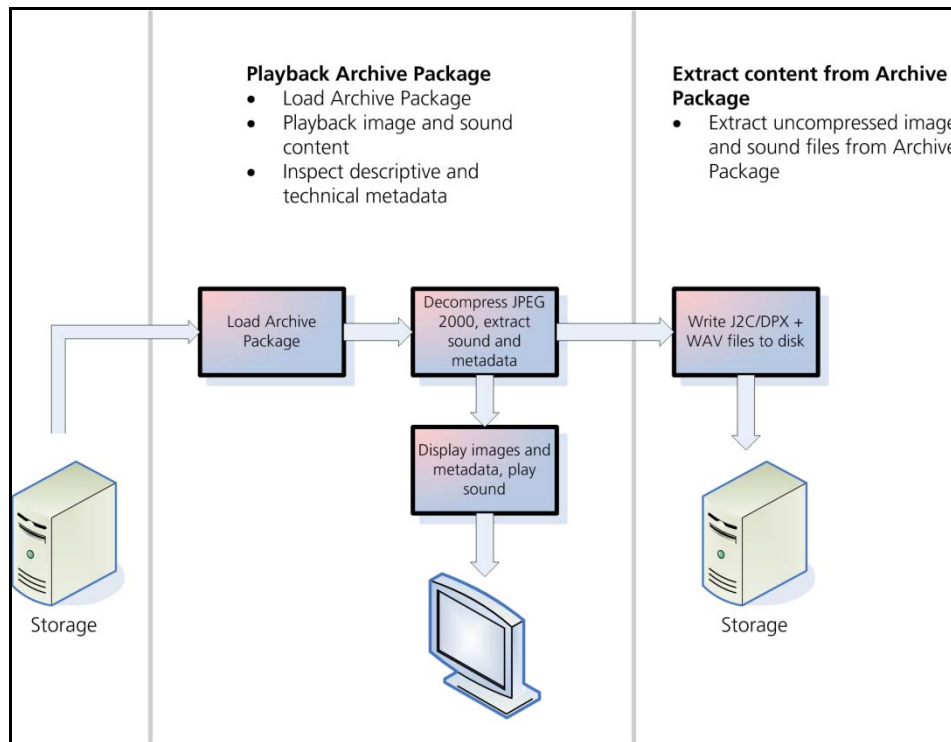 Playback Archive Package
• Load Archive Package
• Playback image and sound
content
• Inspect descriptive and
technical metadata
Extract content from Archive
Package
• Extract uncompressed image
and sound files from Archive
Package
Load Archive
Package
Decompress JPEG
2000, extract
sound and
metadata
Write J2C/DPX +
WAV files to disk
Display images and
metadata, play
sound
Storage
Storage